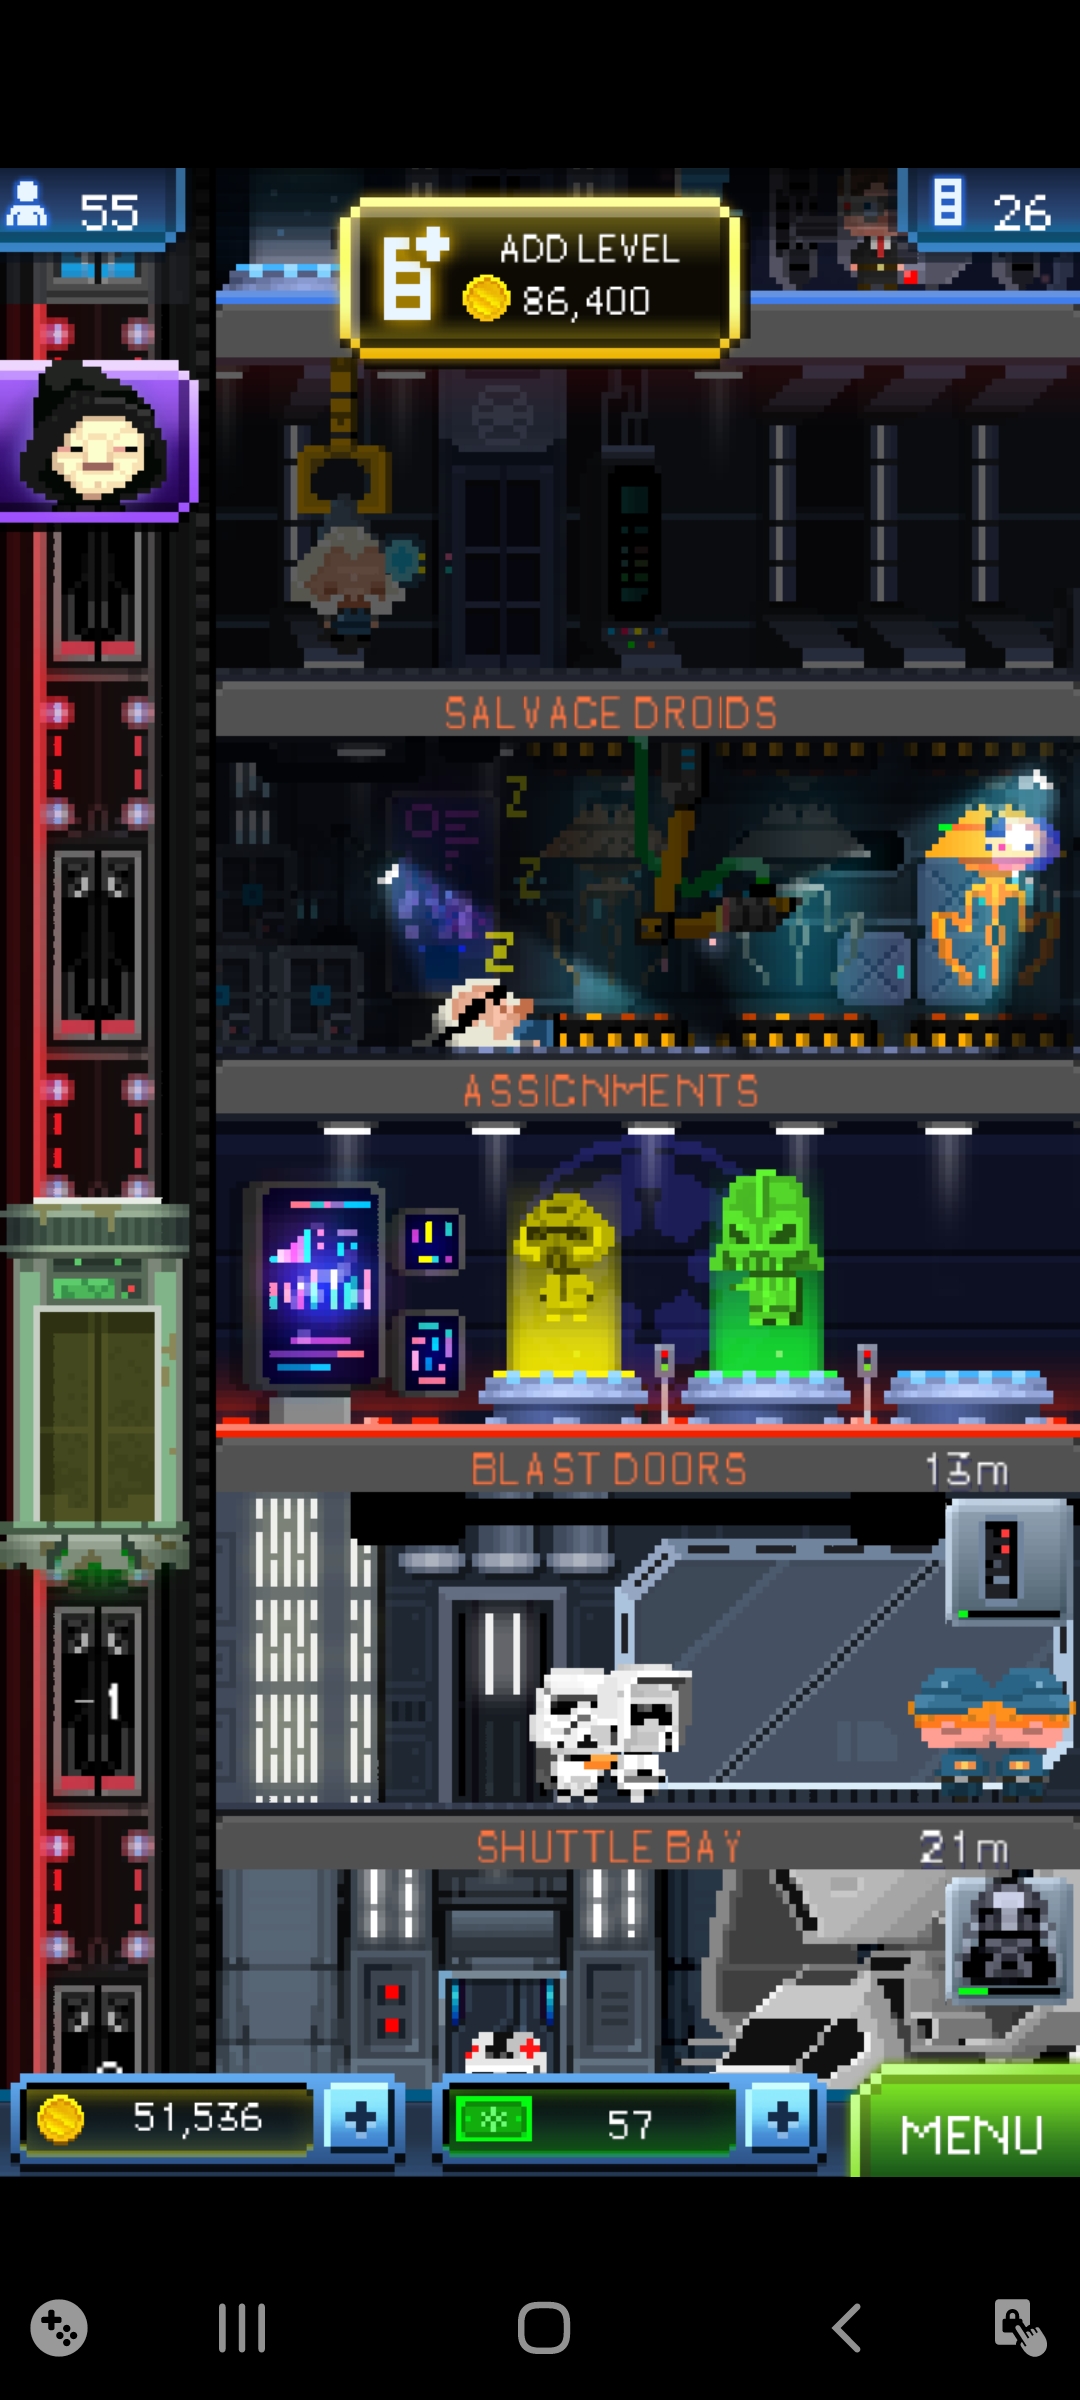 55
ADD LEVEL
86,400
26
SALVAGE DROIDS
Z
Z
Z
ASSIGNMENTS
BLAST DOORS 13m
-1
SHUTTLE BAY 21m
51,536
57
MENU